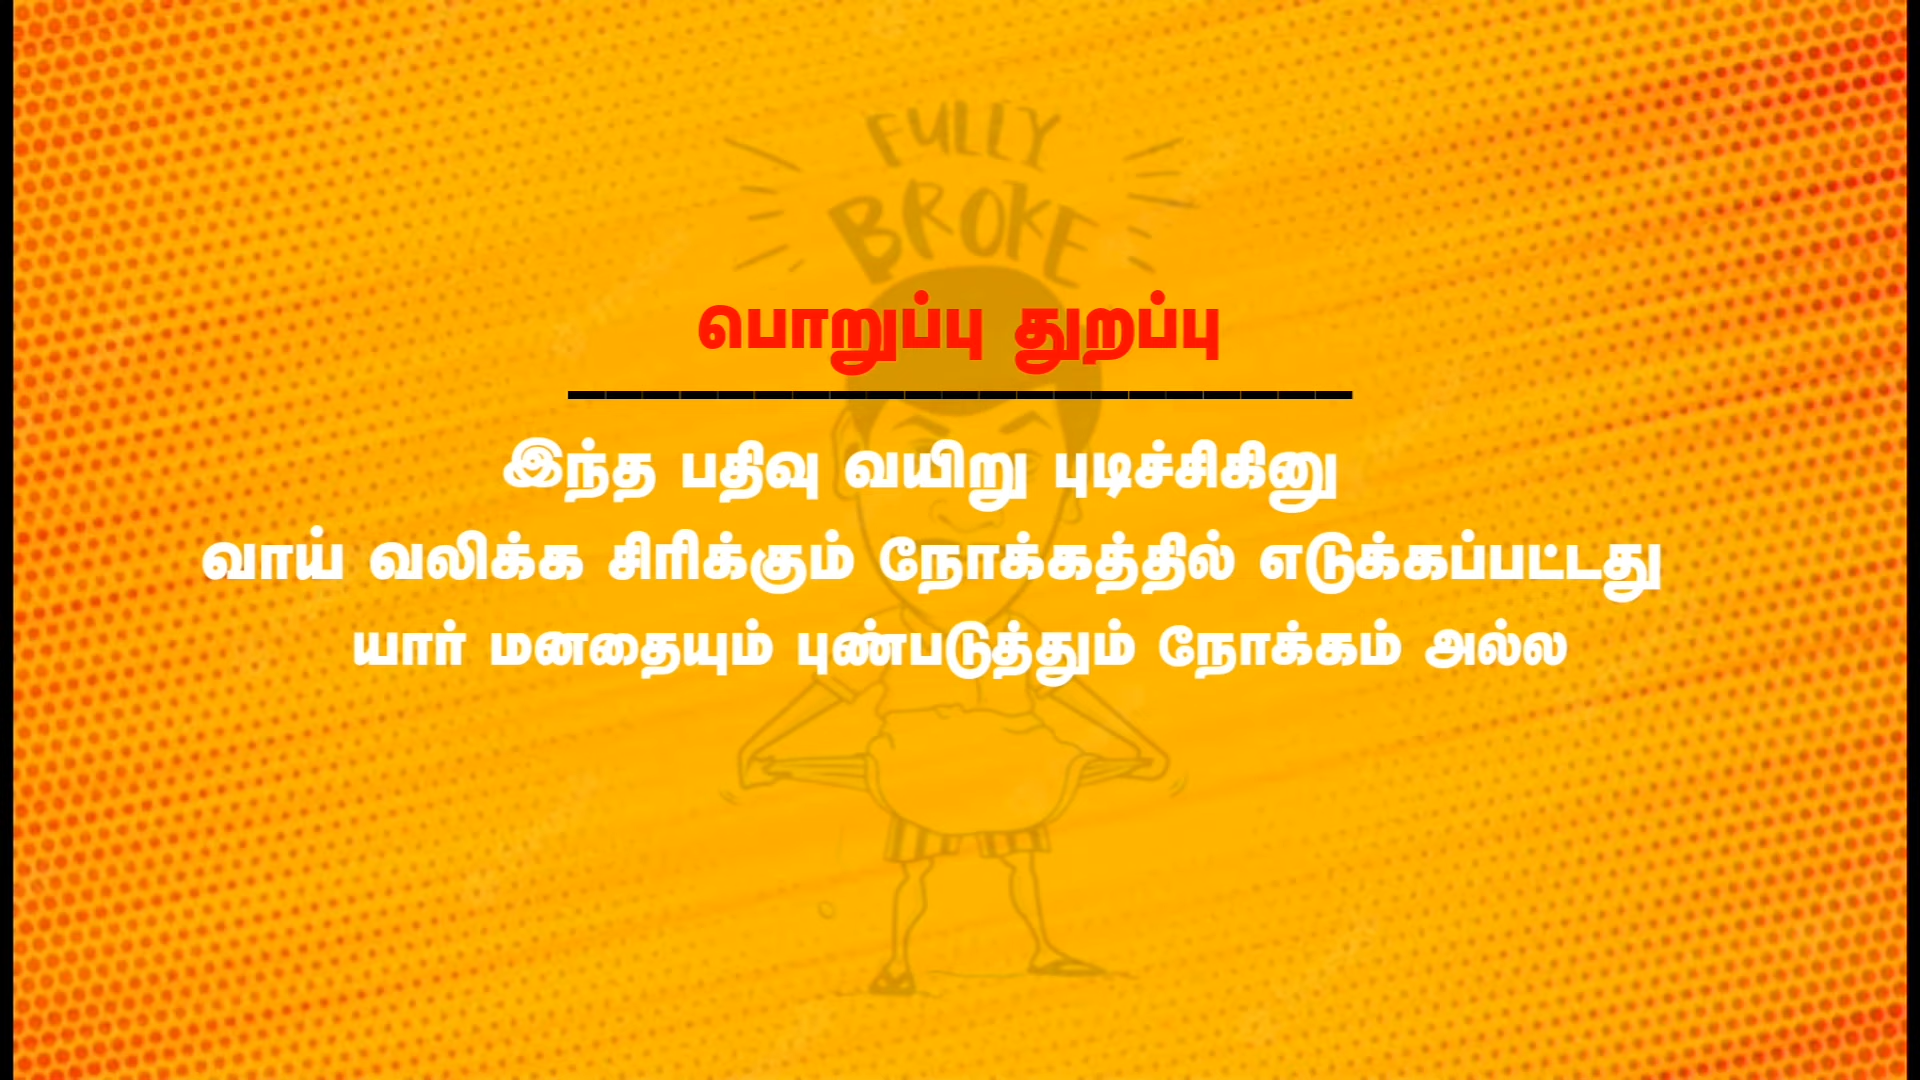 FULLY
BROKE
பொறுப்பு துறப்பு
இந்த பதிவு வயிறு புடிச்சிகினு
வாய் வலிக்க சிரிக்கும் நோக்கத்தில் எடுக்கப்பட்டது
யார் மனதையும் புண்படுத்தும் நோக்கம் அல்ல